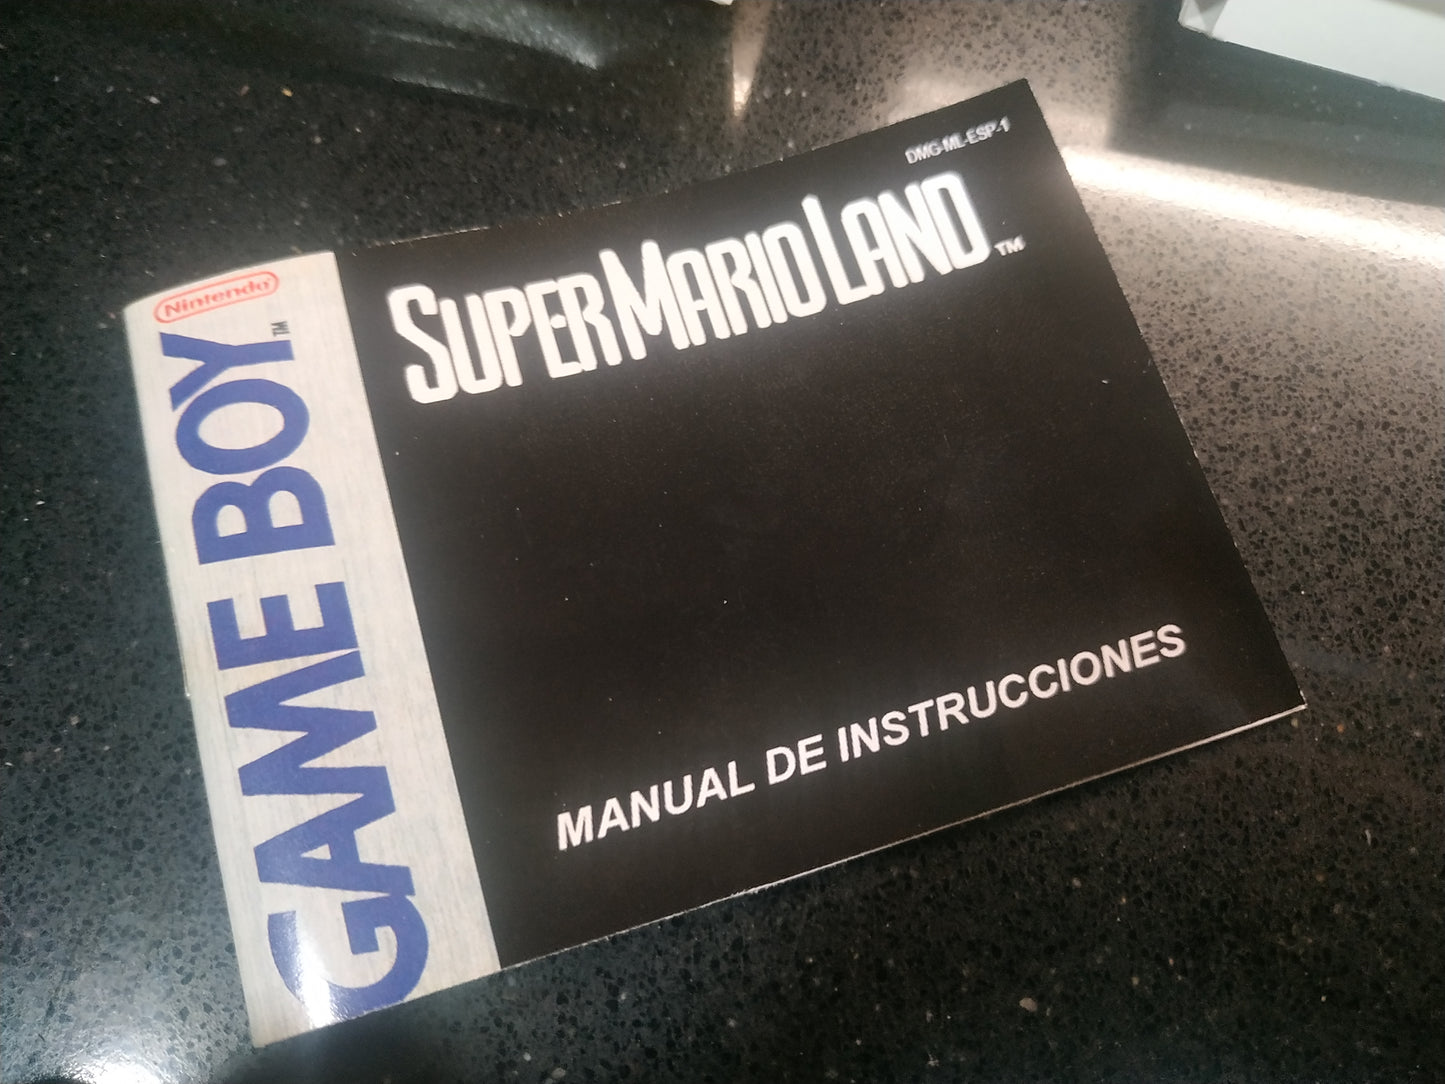 DMG-ML-ESP-1
SUPER MARIO LAND™
Nintendo®
GAME BOY™
MANUAL DE INSTRUCCIONES